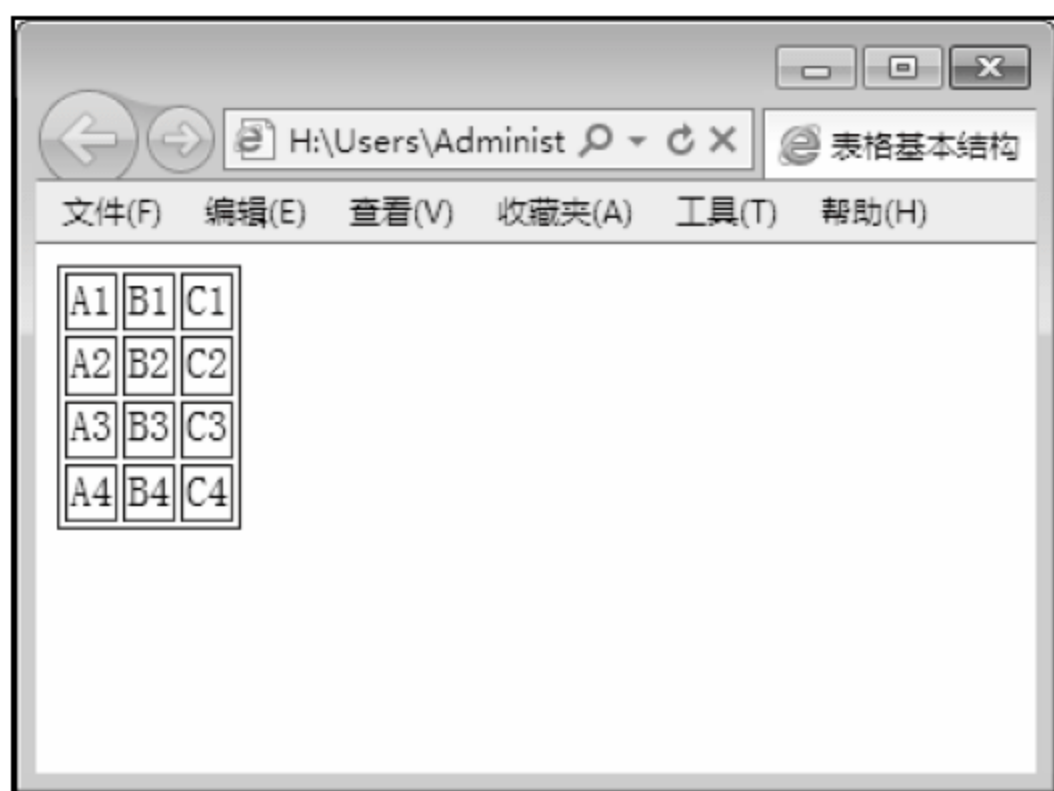 H:\Users\Administ 表格基本结构
文件(F) 编辑(E) 查看(V) 收藏夹(A) 工具(T) 帮助(H)
A1 B1 C1
A2 B2 C2
A3 B3 C3
A4 B4 C4